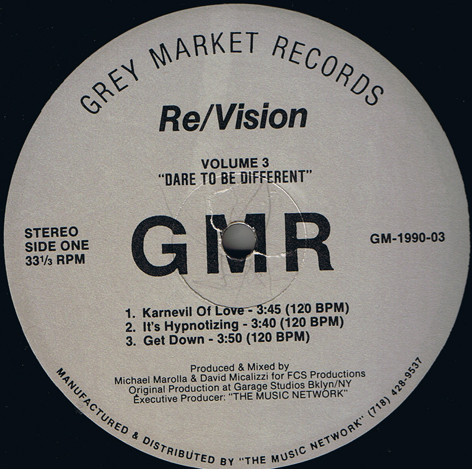 GREY MARKET RECORDS
Re/Vision
VOLUME 3
"DARE TO BE DIFFERENT"
GMR
STEREO
SIDE ONE
33⅓ RPM
GM-1990-03
1. Karnevil Of Love - 3:45 (120 BPM)
2. It's Hypnotizing - 3:40 (120 BPM)
3. Get Down - 3:50 (120 BPM)
Produced & Mixed by
Michael Marolla & David Micalizzi for FCS Productions
Original Production at Garage Studios Bklyn/NY
Executive Producer: "THE MUSIC NETWORK"
MANUFACTURED & DISTRIBUTED BY "THE MUSIC NETWORK" (718) 428-9537